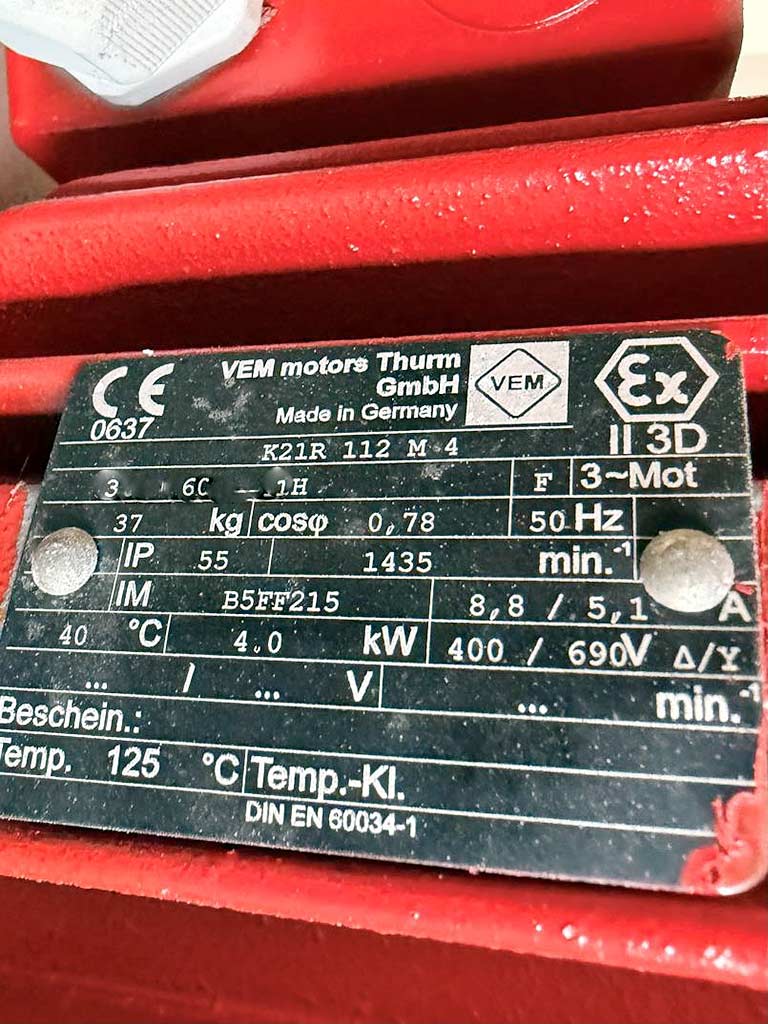 CE
0637
VEM motors Thurm
GmbH
Made in Germany
VEM
Ex
II 3D
K21R 112 M 4
1H F 3~Mot
37 kg cosφ 0,78 50 Hz
IP 55 1435 min.-1
IM B5FF215 8,8 / 5,1 A
40 °C 4.0 kW 400 / 690V Δ/Y
... / ... V ... min.-1
Beschein.:
Temp. 125 °C Temp.-Kl.
DIN EN 60034-1